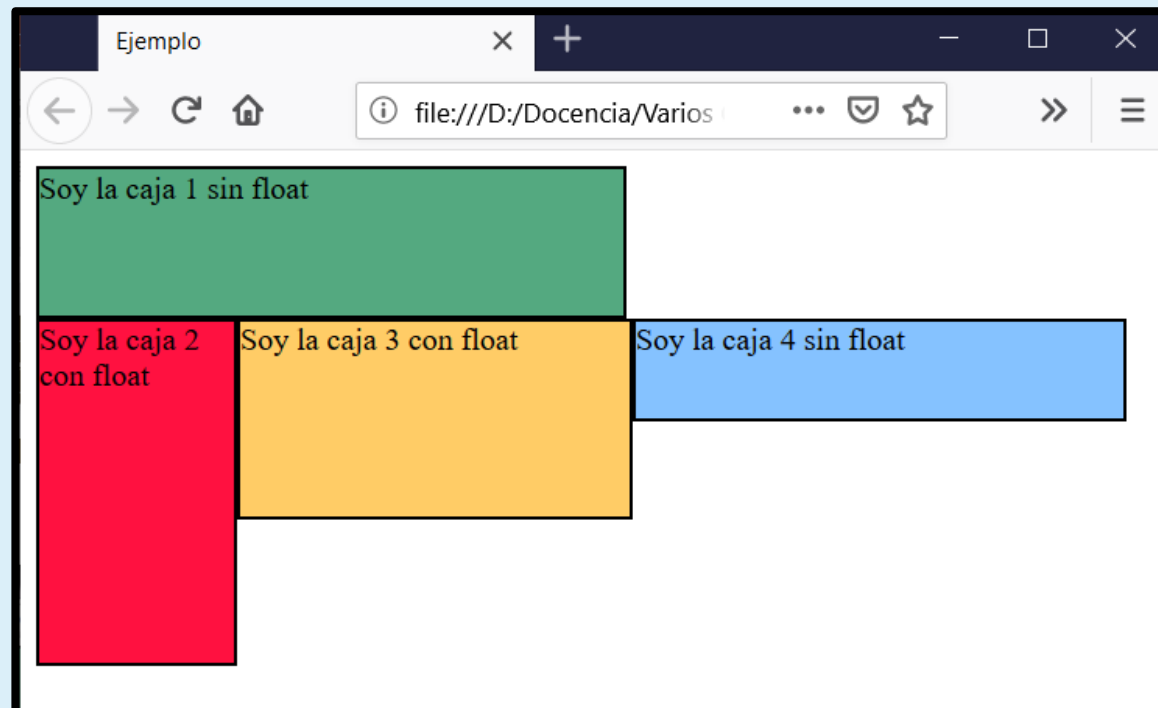 Ejemplo
file:///D:/Docencia/Varios
Soy la caja 1 sin float
Soy la caja 2
con float
Soy la caja 3 con float
Soy la caja 4 sin float